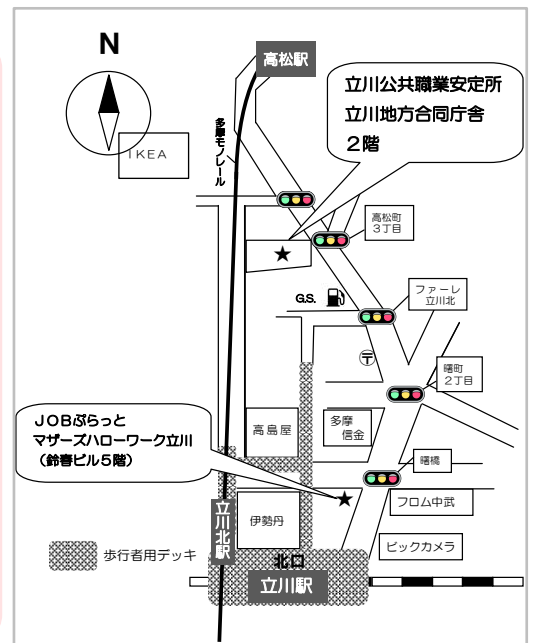 N
高松駅
立川公共職業安定所
立川地方合同庁舎
２階
IKEA
多摩モノレール
高松町
３丁目
G.S.
ファーレ
立川北
〒
曙町
２丁目
JOBぷらっと
マザーズハローワーク立川
（鈴春ビル５階）
高島屋
多摩
信金
曙橋
フロム中武
立川北駅
伊勢丹
ビックカメラ
歩行者用デッキ
北口
立川駅